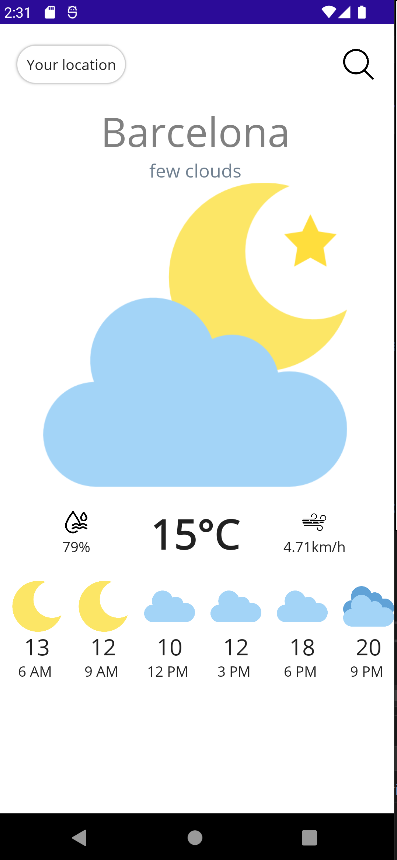 2:31
Your location
Barcelona
few clouds
79%
15°C
4.71km/h
13 12 10 12 18 20
6 AM 9 AM 12 PM 3 PM 6 PM 9 PM